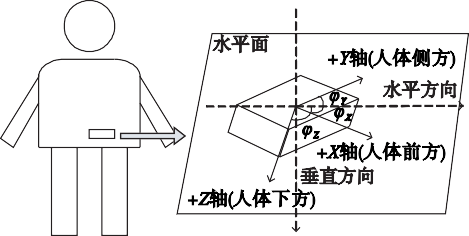 水平面
+Y轴(人体侧方)
水平方向
φY
φX
φZ
+X轴(人体前方)
垂直方向
+Z轴(人体下方)